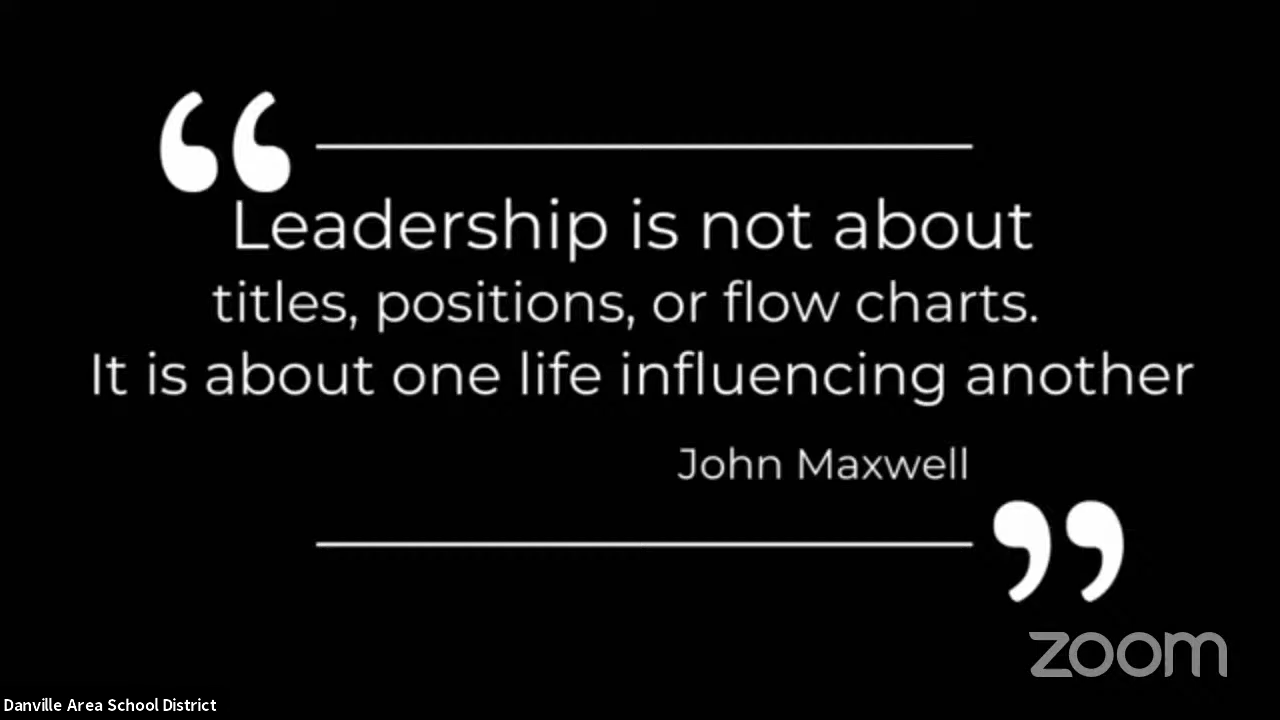 “
Leadership is not about
titles, positions, or flow charts.
It is about one life influencing another
John Maxwell
”
zoom
Danville Area School District